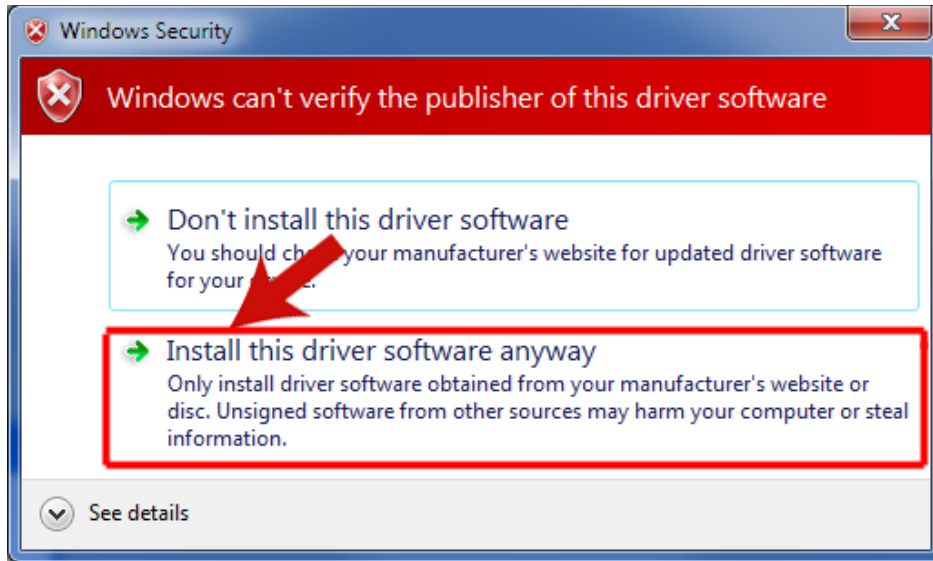 Windows Security
Windows can't verify the publisher of this driver software
Don't install this driver software
You should your manufacturer's website for updated driver software
for your
Install this driver software anyway
Only install driver software obtained from your manufacturer's website or
disc. Unsigned software from other sources may harm your computer or steal
information.
See details